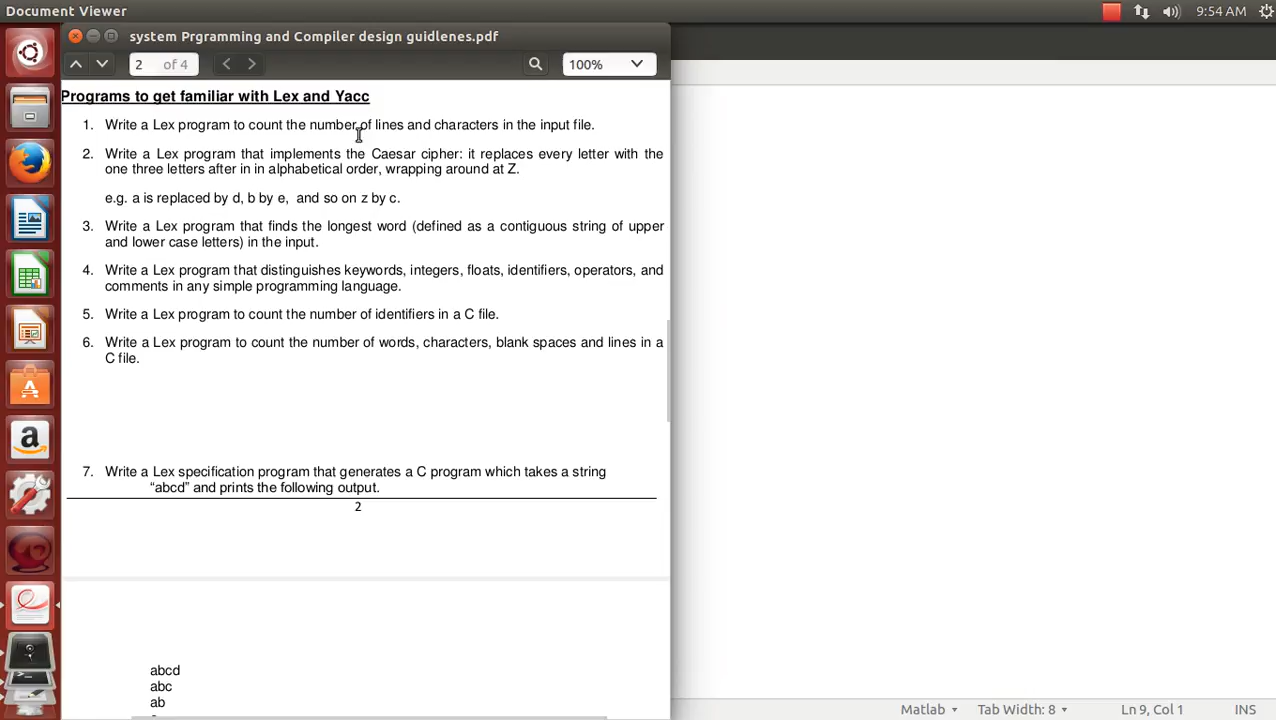 Document Viewer
9:54 AM
system Prgramming and Compiler design guidlenes.pdf
2 of 4
100%
Programs to get familiar with Lex and Yacc
1. Write a Lex program to count the number of lines and characters in the input file.
2. Write a Lex program that implements the Caesar cipher: it replaces every letter with the
one three letters after in in alphabetical order, wrapping around at Z.
e.g. a is replaced by d, b by e, and so on z by c.
3. Write a Lex program that finds the longest word (defined as a contiguous string of upper
and lower case letters) in the input.
4. Write a Lex program that distinguishes keywords, integers, floats, identifiers, operators, and
comments in any simple programming language.
5. Write a Lex program to count the number of identifiers in a C file.
6. Write a Lex program to count the number of words, characters, blank spaces and lines in a
C file.
7. Write a Lex specification program that generates a C program which takes a string
“abcd” and prints the following output.
2
abcd
abc
ab
Matlab
Tab Width: 8
Ln 9, Col 1
INS